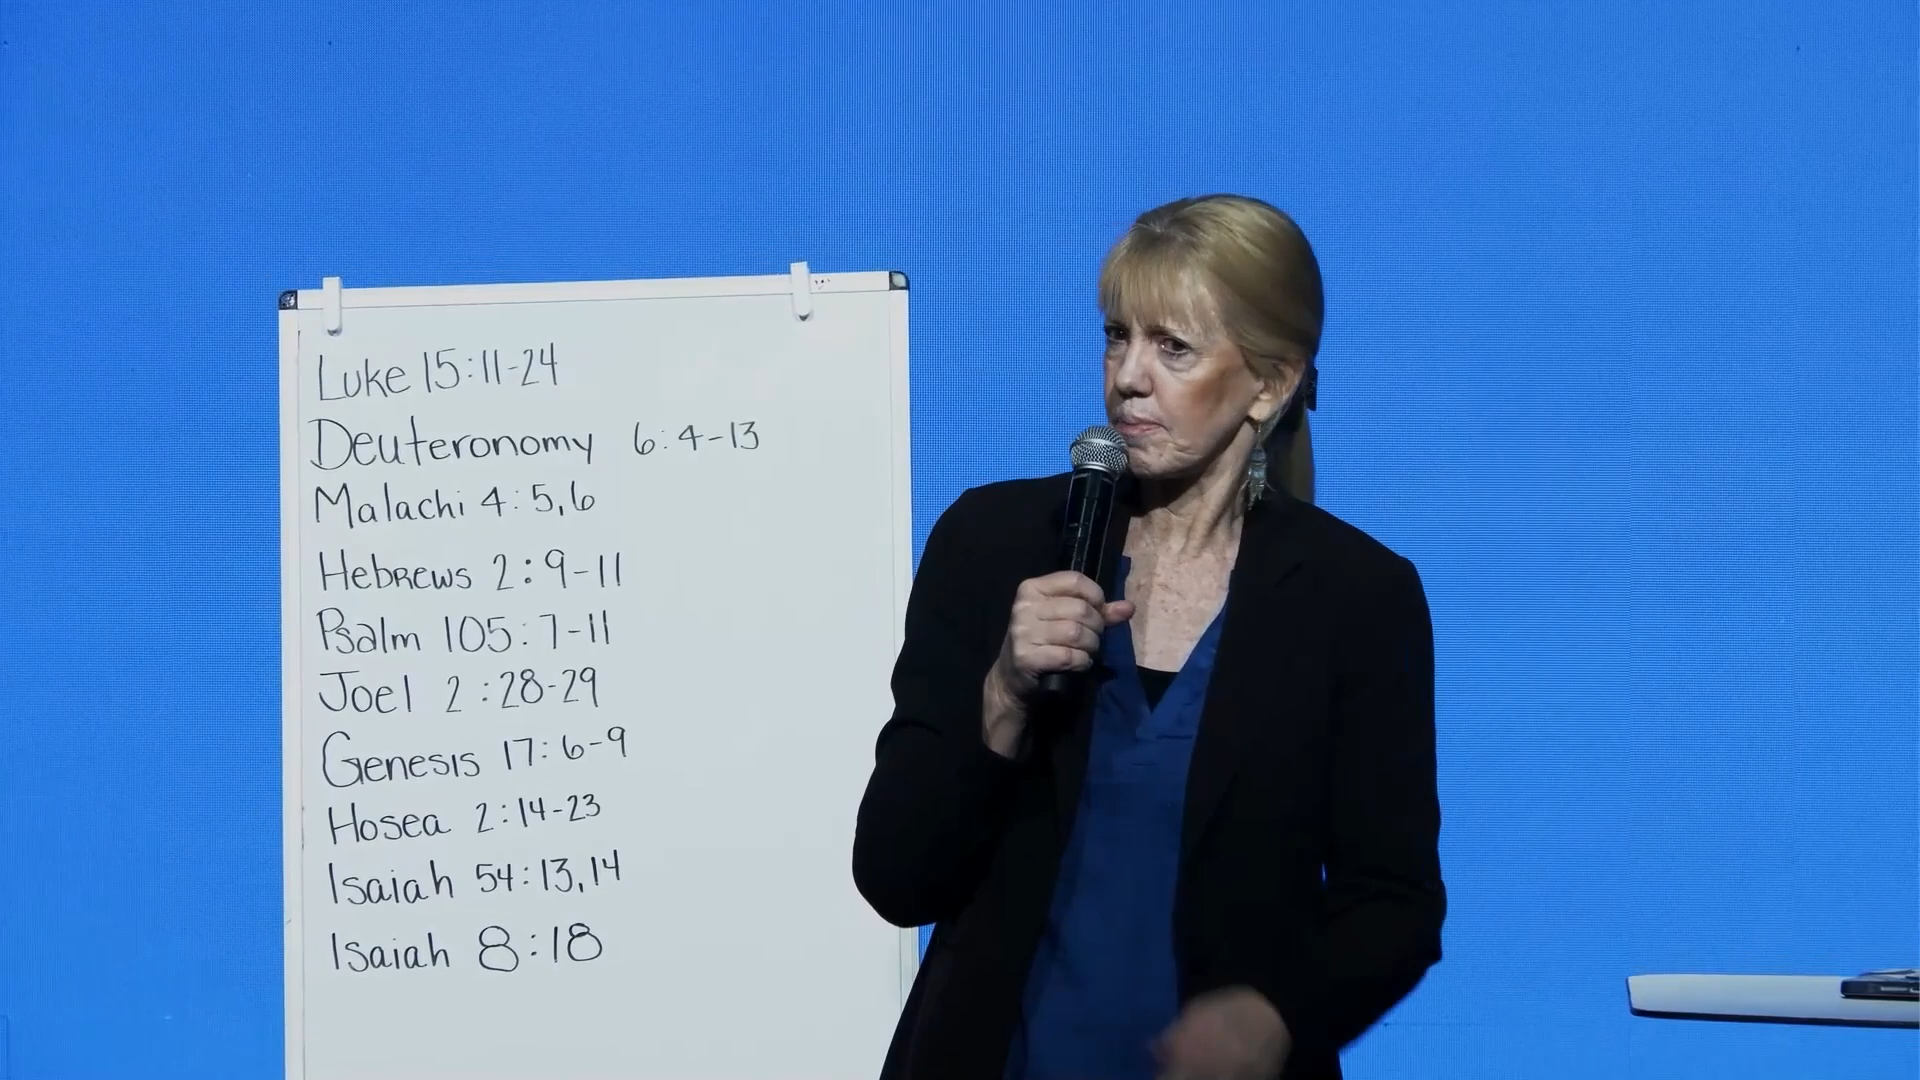 Luke 15:11-24
Deuteronomy 6:4-13
Malachi 4:5,6
Hebrews 2:9-11
Psalm 105:7-11
Joel 2:28-29
Genesis 17:6-9
Hosea 2:14-23
Isaiah 54:13,14
Isaiah 8:18